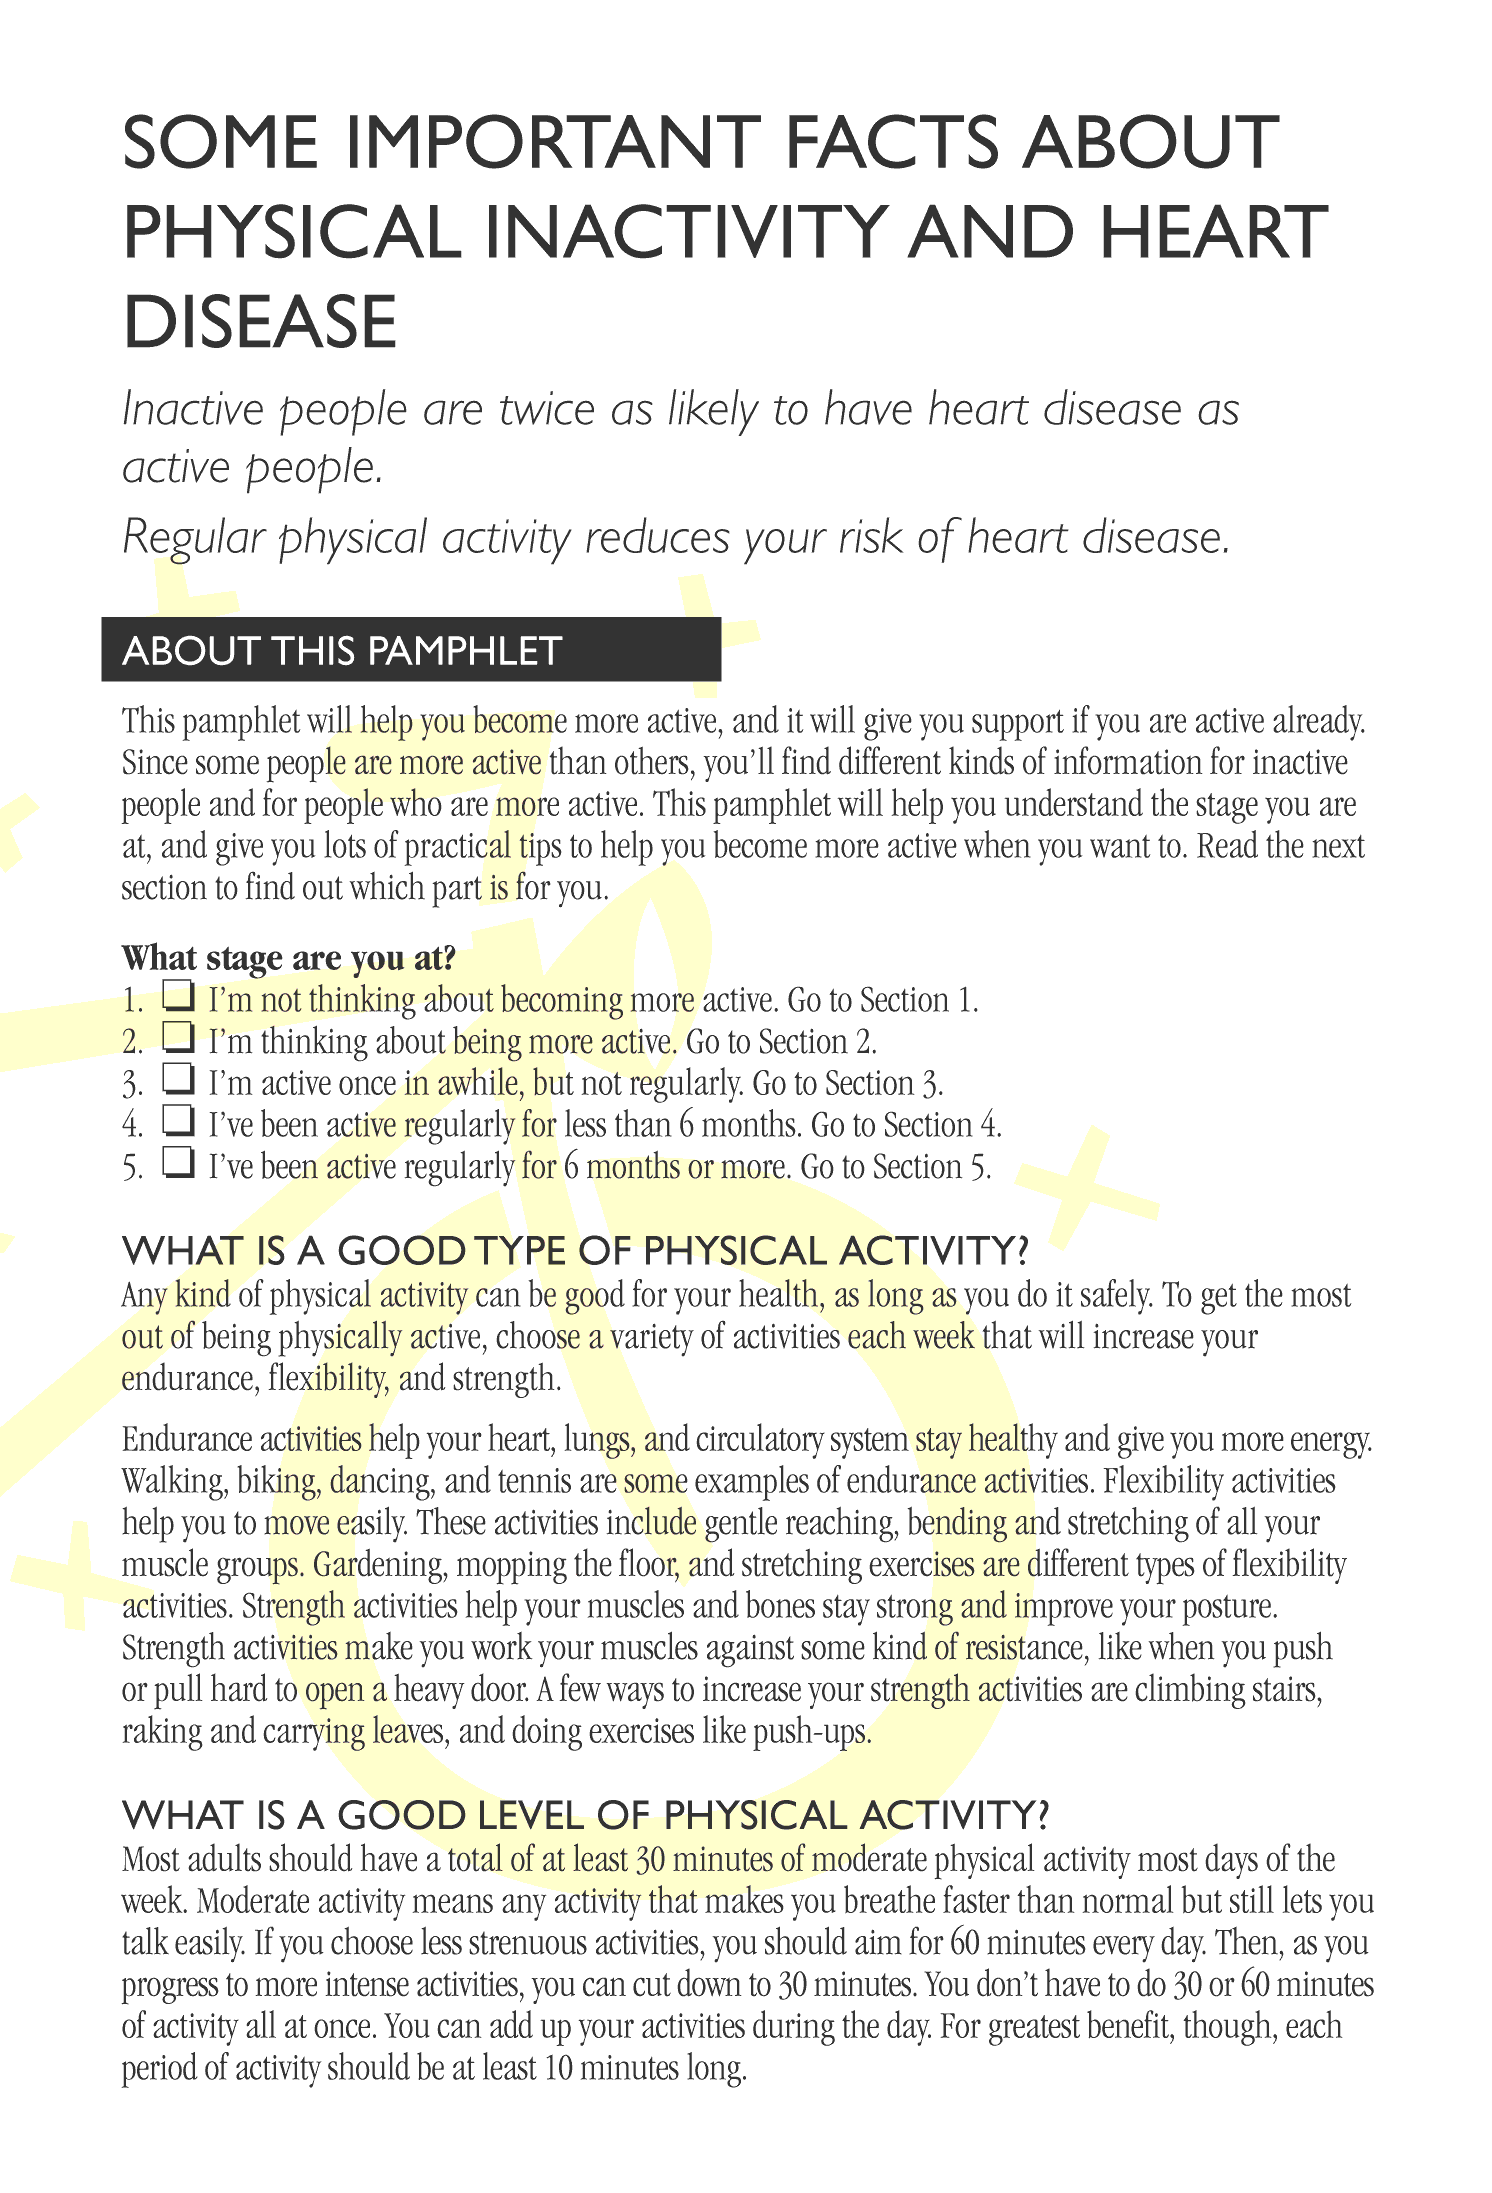 SOME IMPORTANT FACTS ABOUT
PHYSICAL INACTIVITY AND HEART
DISEASE
Inactive people are twice as likely to have heart disease as
active people.
Regular physical activity reduces your risk of heart disease.
ABOUT THIS PAMPHLET
This pamphlet will help you become more active, and it will give you support if you are active already.
Since some people are more active than others, you’ll find different kinds of information for inactive
people and for people who are more active. This pamphlet will help you understand the stage you are
at, and give you lots of practical tips to help you become more active when you want to. Read the next
section to find out which part is for you.
What stage are you at?
1. ❏ I’m not thinking about becoming more active. Go to Section 1.
2. ❏ I’m thinking about being more active. Go to Section 2.
3. ❏ I’m active once in awhile, but not regularly. Go to Section 3.
4. ❏ I’ve been active regularly for less than 6 months. Go to Section 4.
5. ❏ I’ve been active regularly for 6 months or more. Go to Section 5.
WHAT IS A GOOD TYPE OF PHYSICAL ACTIVITY?
Any kind of physical activity can be good for your health, as long as you do it safely. To get the most
out of being physically active, choose a variety of activities each week that will increase your
endurance, flexibility, and strength.
Endurance activities help your heart, lungs, and circulatory system stay healthy and give you more energy.
Walking, biking, dancing, and tennis are some examples of endurance activities. Flexibility activities
help you to move easily. These activities include gentle reaching, bending and stretching of all your
muscle groups. Gardening, mopping the floor, and stretching exercises are different types of flexibility
activities. Strength activities help your muscles and bones stay strong and improve your posture.
Strength activities make you work your muscles against some kind of resistance, like when you push
or pull hard to open a heavy door. A few ways to increase your strength activities are climbing stairs,
raking and carrying leaves, and doing exercises like push-ups.
WHAT IS A GOOD LEVEL OF PHYSICAL ACTIVITY?
Most adults should have a total of at least 30 minutes of moderate physical activity most days of the
week. Moderate activity means any activity that makes you breathe faster than normal but still lets you
talk easily. If you choose less strenuous activities, you should aim for 60 minutes every day. Then, as you
progress to more intense activities, you can cut down to 30 minutes. You don’t have to do 30 or 60 minutes
of activity all at once. You can add up your activities during the day. For greatest benefit, though, each
period of activity should be at least 10 minutes long.